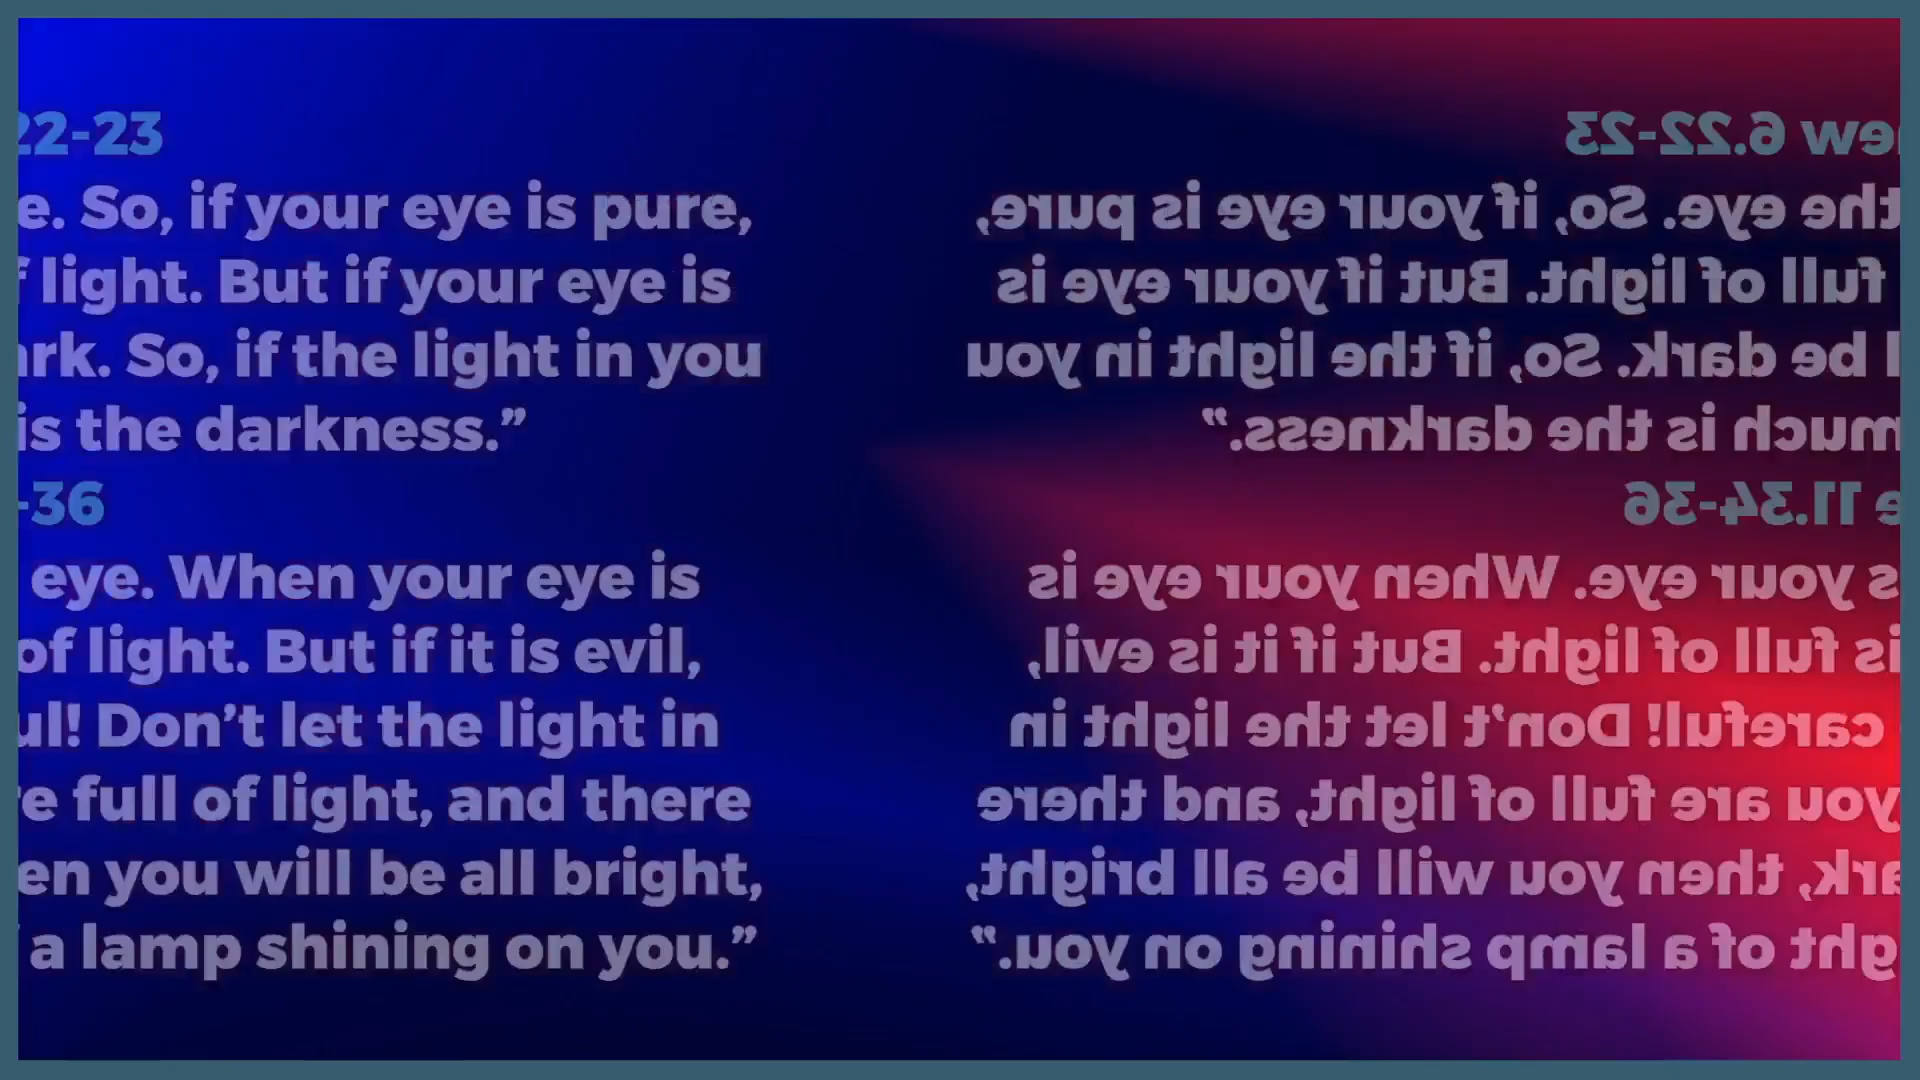 22-23
e. So, if your eye is pure,
light. But if your eye is
ark. So, if the light in you
is the darkness.”
-36
eye. When your eye is
of light. But if it is evil,
ul! Don’t let the light in
e full of light, and there
en you will be all bright,
a lamp shining on you.”
ew 6.22-23
the eye. So, if your eye is pure,
full of light. But if your eye is
l be dark. So, if the light in you
much is the darkness.”
e 11.34-36
s your eye. When your eye is
is full of light. But if it is evil,
careful! Don’t let the light in
you are full of light, and there
ark, then you will be all bright,
ght of a lamp shining on you.”